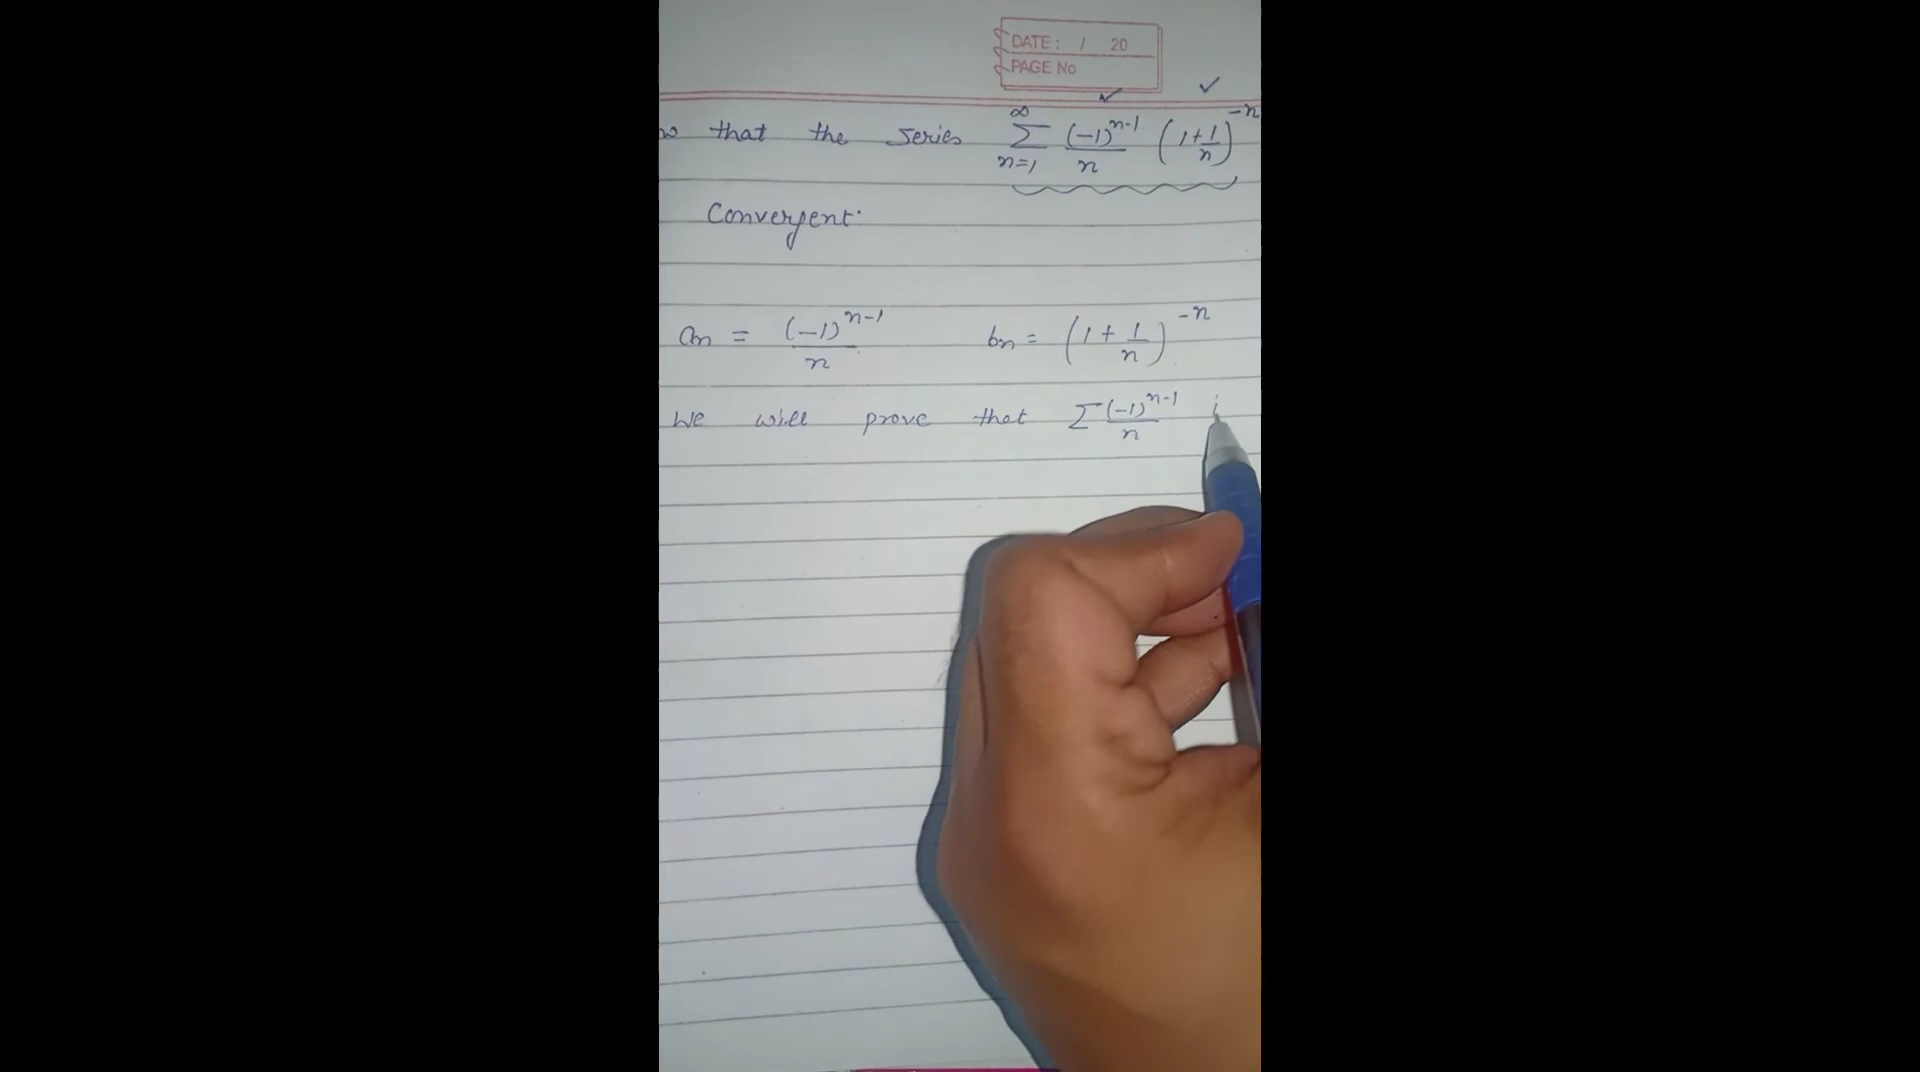 DATE: / 20
PAGE No
that the series ∑_{n=1}^{∞} (-1)^{n-1}/n (1+1/n)^{-n}
Convergent.
an = (-1)^{n-1}/n bn = (1+1/n)^{-n}
We will prove that ∑ (-1)^{n-1}/n i